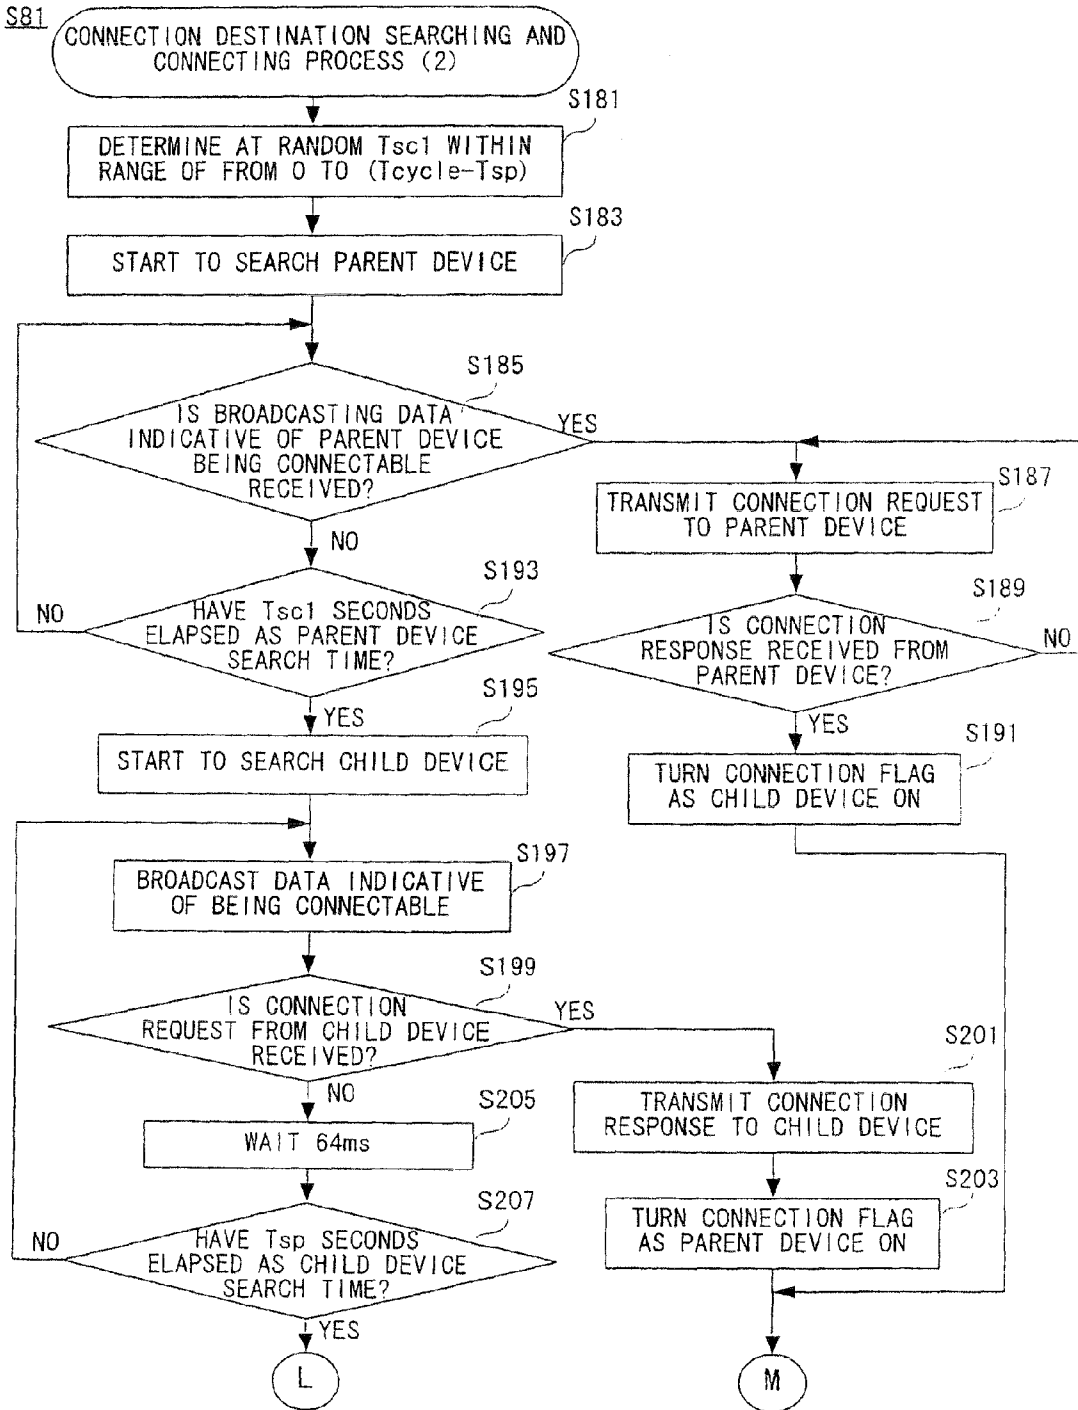 S81
CONNECTION DESTINATION SEARCHING AND
CONNECTING PROCESS (2)
S181
DETERMINE AT RANDOM Tsc1 WITHIN
RANGE OF FROM 0 TO (Tcycle-Tsp)
S183
START TO SEARCH PARENT DEVICE
S185
IS BROADCASTING DATA
INDICATIVE OF PARENT DEVICE
BEING CONNECTABLE
RECEIVED?
YES
NO
S187
TRANSMIT CONNECTION REQUEST
TO PARENT DEVICE
S193
HAVE Tsc1 SECONDS
ELAPSED AS PARENT DEVICE
SEARCH TIME?
NO
YES
S189
IS CONNECTION
RESPONSE RECEIVED FROM
PARENT DEVICE?
NO
YES
S195
START TO SEARCH CHILD DEVICE
S191
TURN CONNECTION FLAG
AS CHILD DEVICE ON
S197
BROADCAST DATA INDICATIVE
OF BEING CONNECTABLE
S199
IS CONNECTION
REQUEST FROM CHILD DEVICE
RECEIVED?
YES
NO
S201
TRANSMIT CONNECTION
RESPONSE TO CHILD DEVICE
S205
WAIT 64ms
S203
TURN CONNECTION FLAG
AS PARENT DEVICE ON
S207
HAVE Tsp SECONDS
ELAPSED AS CHILD DEVICE
SEARCH TIME?
NO
YES
L
M